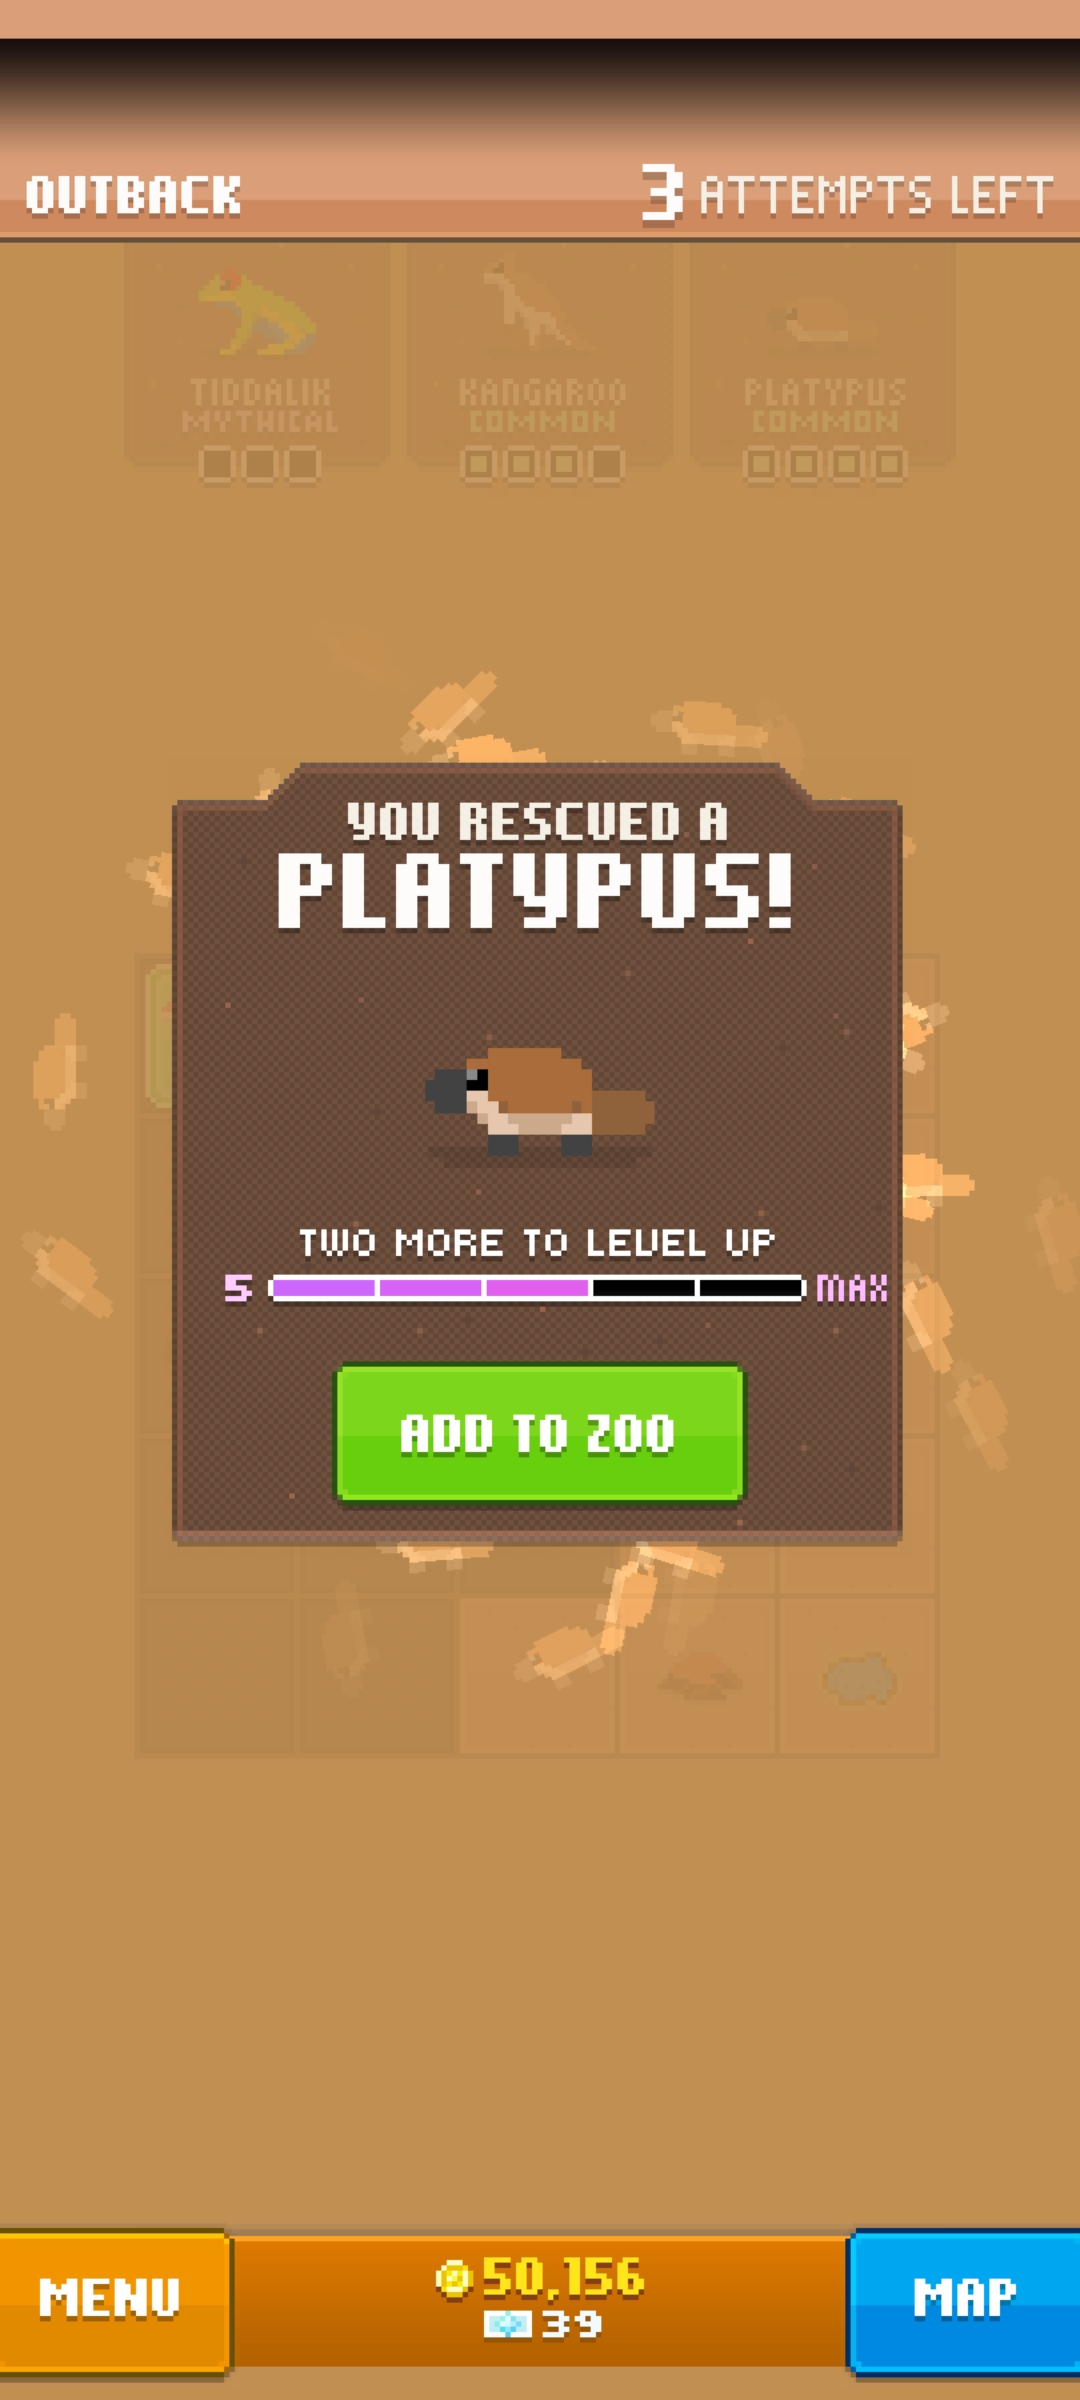 OUTBACK
3 ATTEMPTS LEFT
TIDDALIK
MYTHICAL
KANGAROO
COMMON
PLATYPUS
COMMON
YOU RESCUED A
PLATYPUS!
TWO MORE TO LEVEL UP
5 MAX
ADD TO ZOO
MENU
50,156
39
MAP